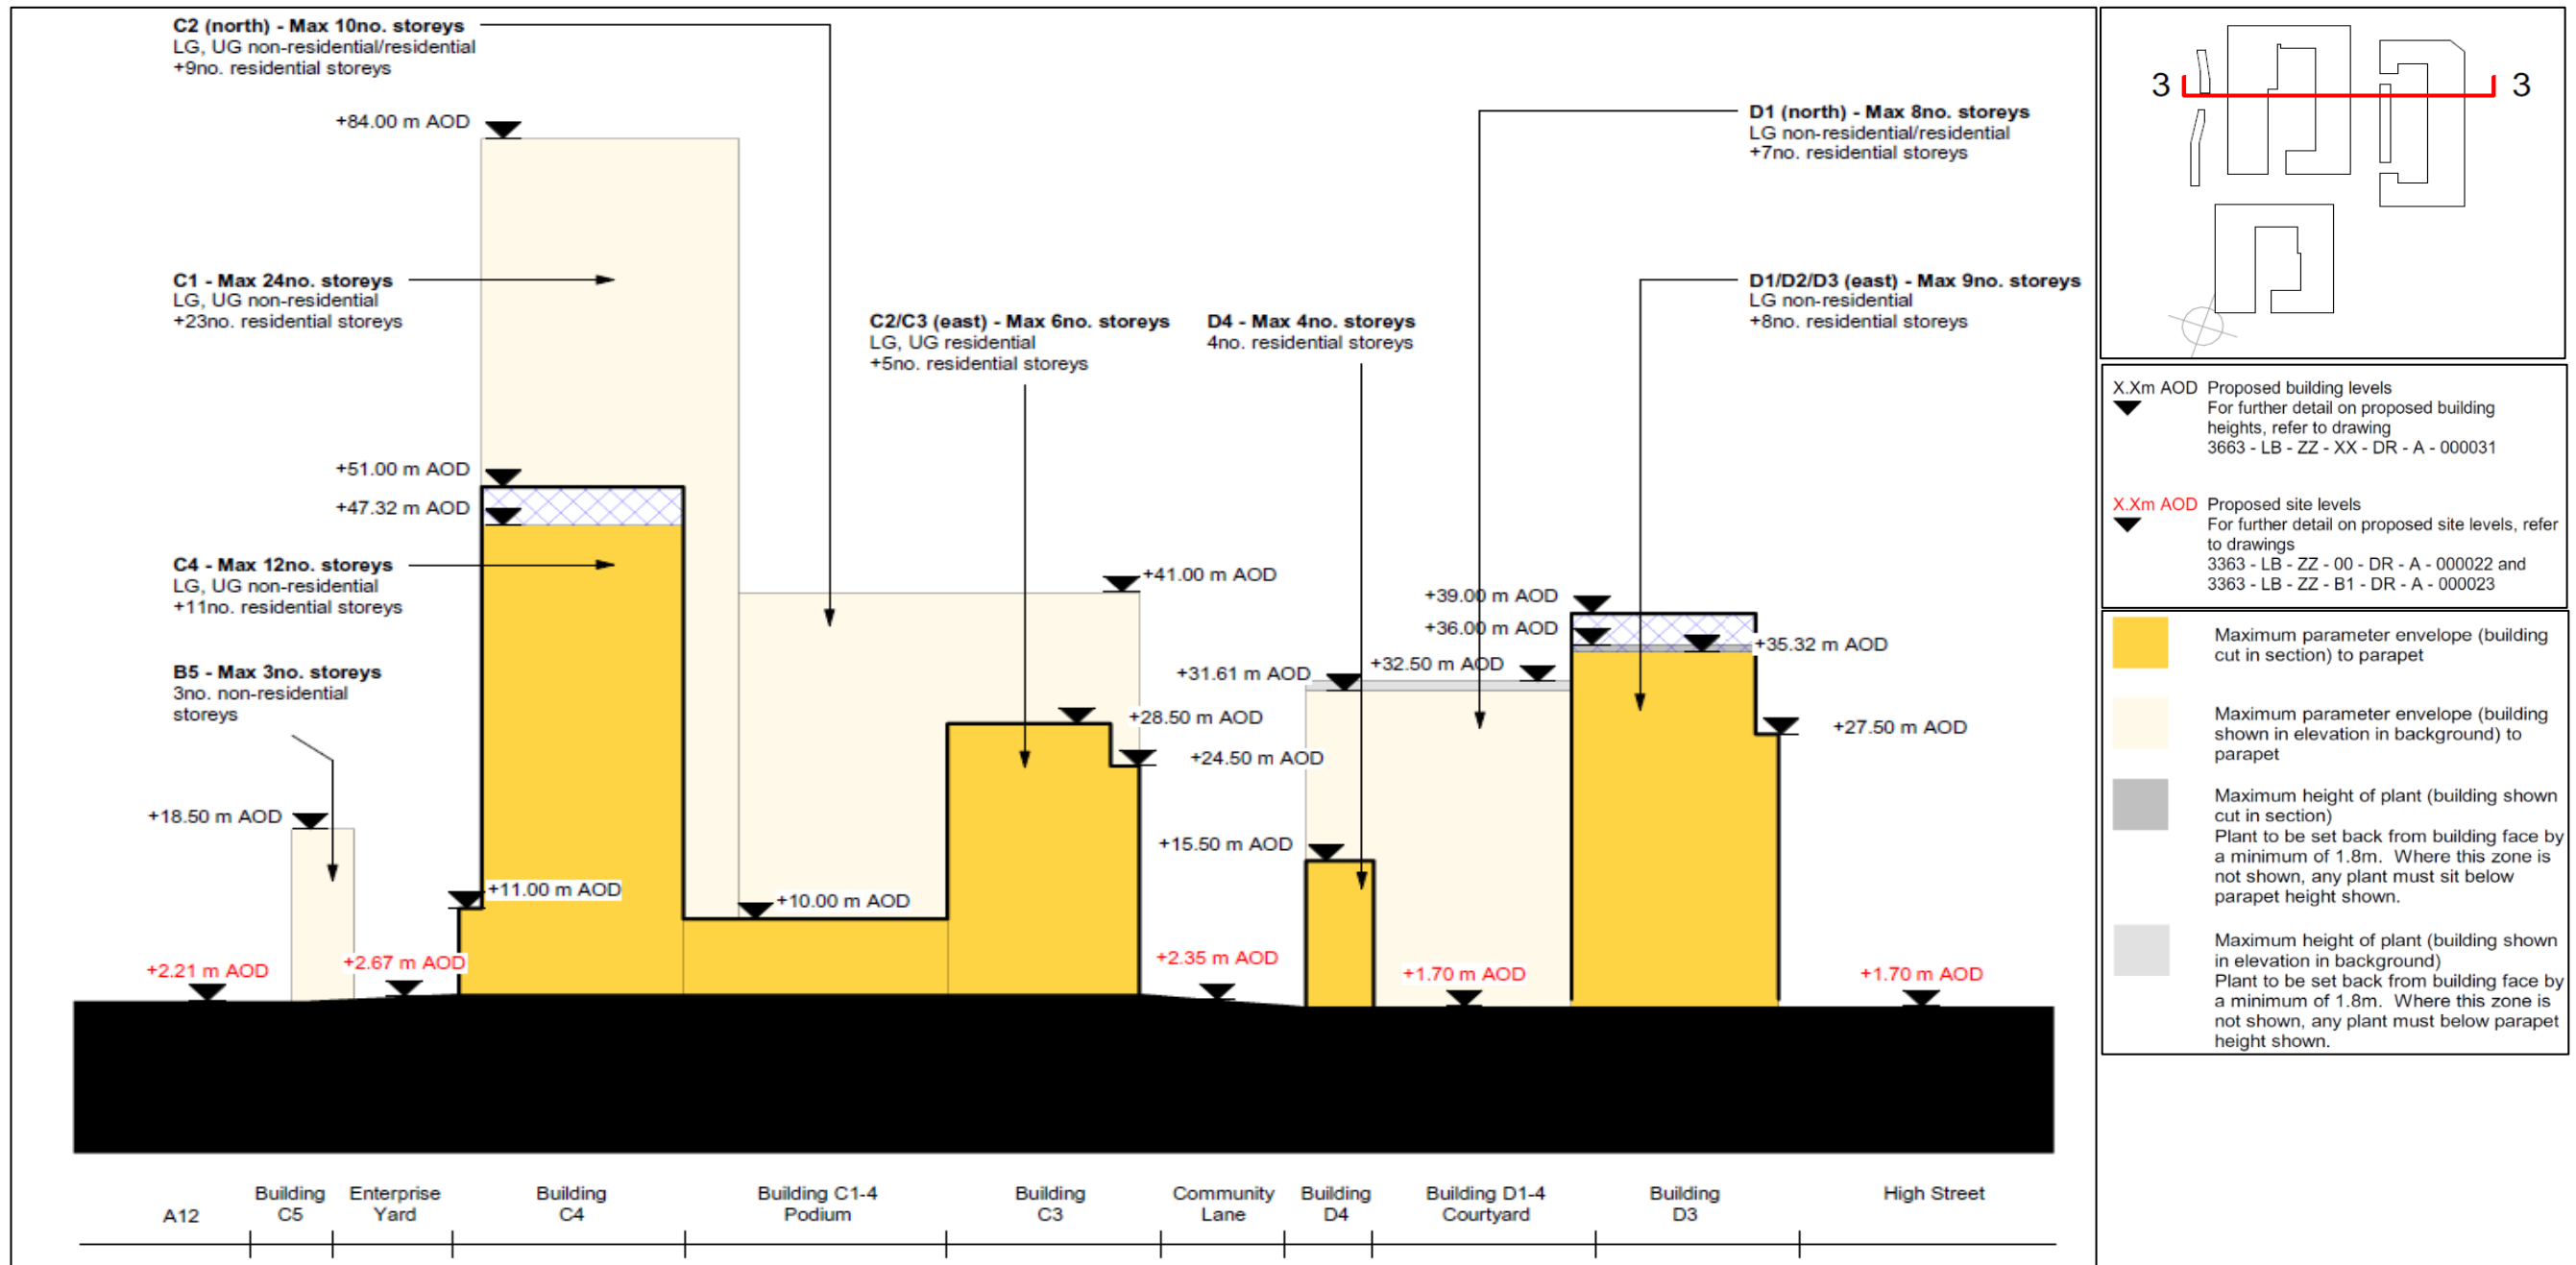 C2 (north) - Max 10no. storeys
LG, UG non-residential/residential
+9no. residential storeys
+84.00 m AOD
C1 - Max 24no. storeys
LG, UG non-residential
+23no. residential storeys
+51.00 m AOD
+47.32 m AOD
C4 - Max 12no. storeys
LG, UG non-residential
+11no. residential storeys
B5 - Max 3no. storeys
3no. non-residential
storeys
+18.50 m AOD
+11.00 m AOD
+2.21 m AOD
+2.67 m AOD
+10.00 m AOD
C2/C3 (east) - Max 6no. storeys
LG, UG residential
+5no. residential storeys
+41.00 m AOD
+28.50 m AOD
+24.50 m AOD
+2.35 m AOD
D4 - Max 4no. storeys
4no. residential storeys
+31.61 m AOD
+32.50 m AOD
+15.50 m AOD
+1.70 m AOD
D1 (north) - Max 8no. storeys
LG non-residential/residential
+7no. residential storeys
D1/D2/D3 (east) - Max 9no. storeys
LG non-residential
+8no. residential storeys
+39.00 m AOD
+36.00 m AOD
+35.32 m AOD
+27.50 m AOD
+1.70 m AOD
A12
Building
C5
Enterprise
Yard
Building
C4
Building C1-4
Podium
Building
C3
Community
Lane
Building
D4
Building D1-4
Courtyard
Building
D3
High Street
3 3
X.Xm AOD Proposed building levels
For further detail on proposed building
heights, refer to drawing
3663 - LB - ZZ - XX - DR - A - 000031
X.Xm AOD Proposed site levels
For further detail on proposed site levels, refer
to drawings
3363 - LB - ZZ - 00 - DR - A - 000022 and
3363 - LB - ZZ - B1 - DR - A - 000023
Maximum parameter envelope (building
cut in section) to parapet
Maximum parameter envelope (building
shown in elevation in background) to
parapet
Maximum height of plant (building shown
cut in section)
Plant to be set back from building face by
a minimum of 1.8m. Where this zone is
not shown, any plant must sit below
parapet height shown.
Maximum height of plant (building shown
in elevation in background)
Plant to be set back from building face by
a minimum of 1.8m. Where this zone is
not shown, any plant must below parapet
height shown.